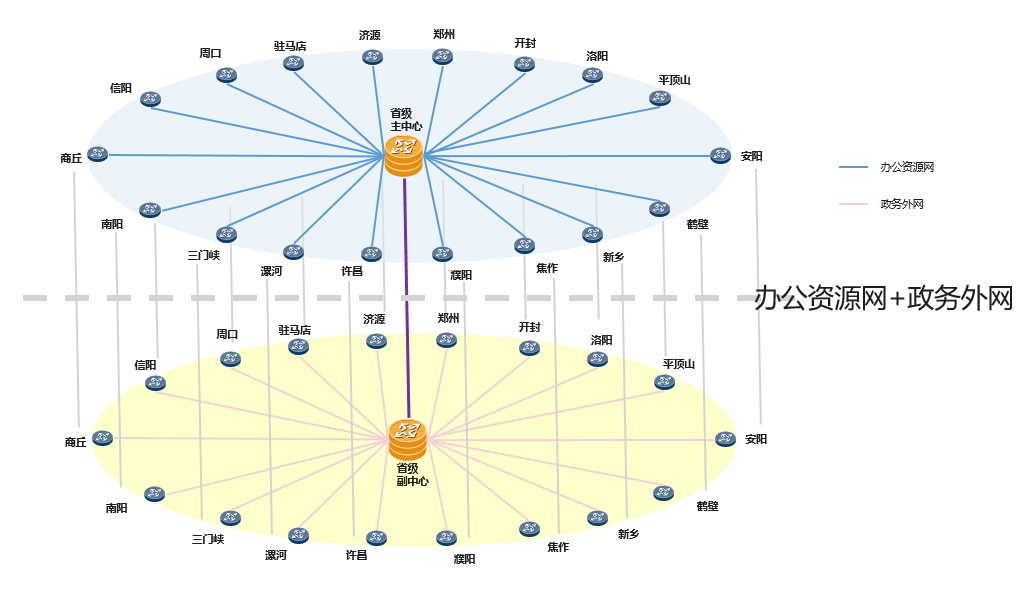 济源
郑州
开封
驻马店
周口
洛阳
平顶山
信阳
省级
主中心
商丘
安阳
办公资源网
政务外网
南阳
鹤壁
三门峡
漯河
许昌
濮阳
焦作
新乡
办公资源网+政务外网
济源
郑州
开封
驻马店
周口
洛阳
平顶山
信阳
商丘
安阳
省级
副中心
南阳
鹤壁
三门峡
漯河
许昌
濮阳
焦作
新乡